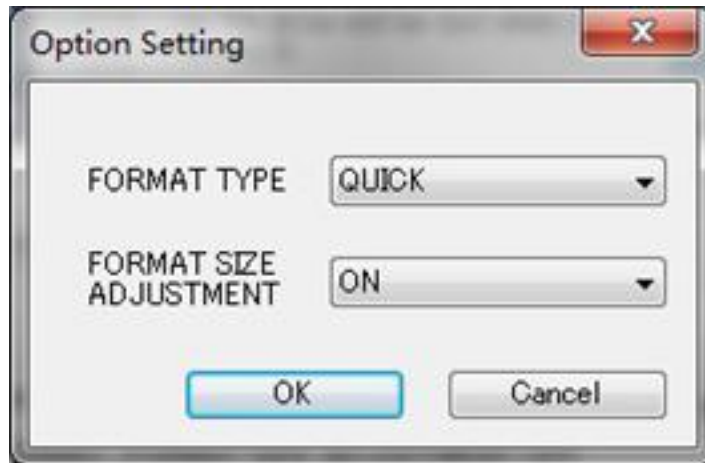 Option Setting
FORMAT TYPE
QUICK
FORMAT SIZE
ADJUSTMENT
ON
OK
Cancel